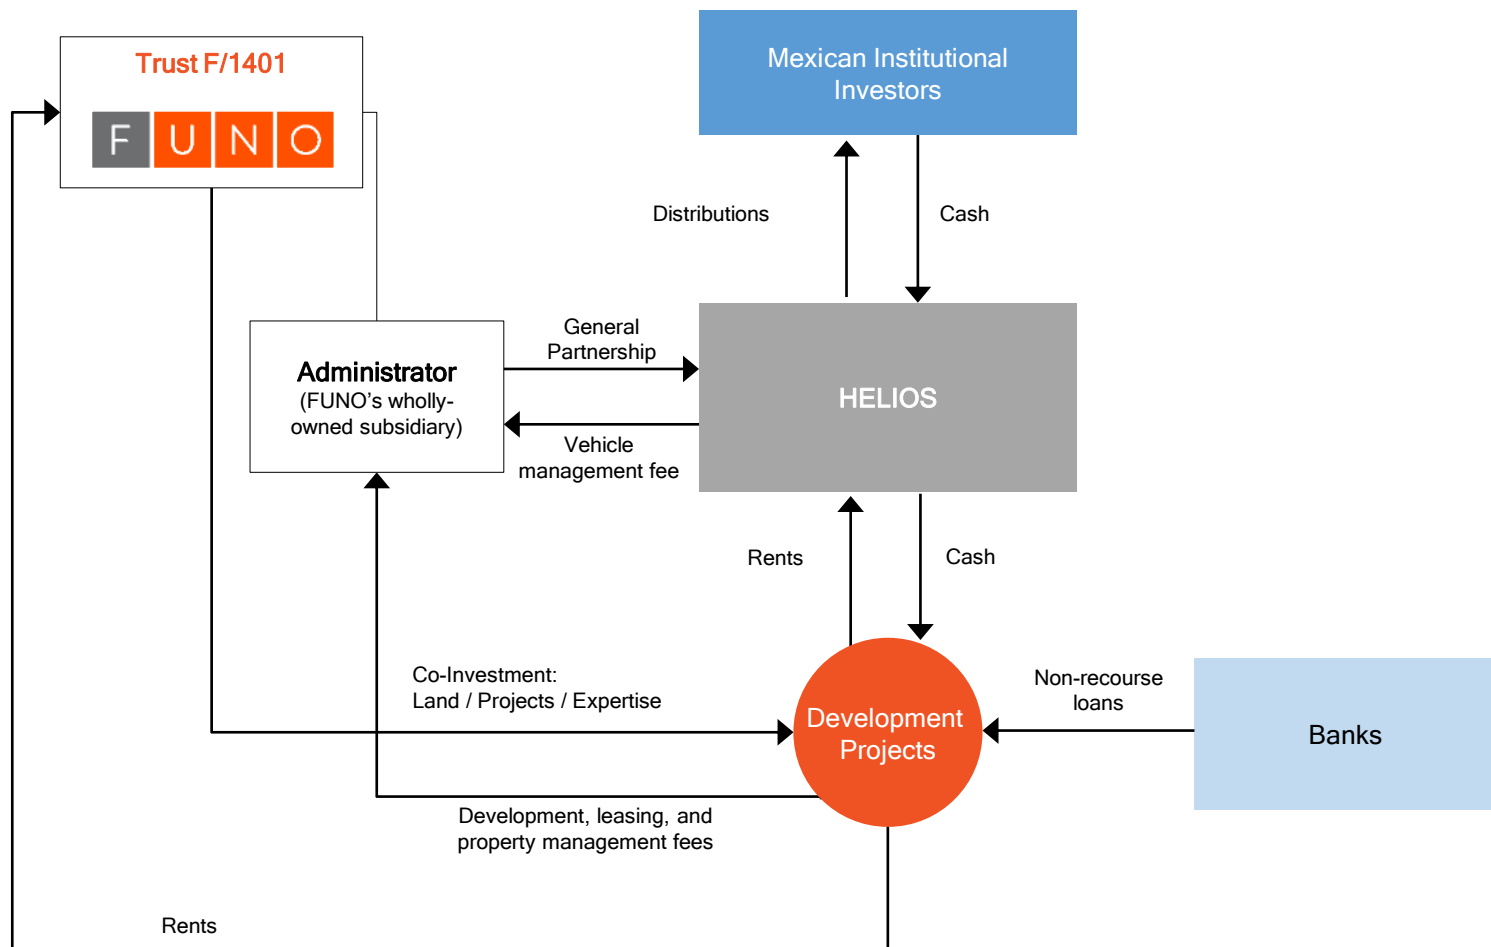 Trust F/1401
FUNO
Mexican Institutional
Investors
Distributions
Cash
General
Partnership
Administrator
(FUNO's wholly-
owned subsidiary)
HELIOS
Vehicle
management fee
Rents
Cash
Co-Investment:
Land / Projects / Expertise
Non-recourse
loans
Development
Projects
Banks
Development, leasing, and
property management fees
Rents